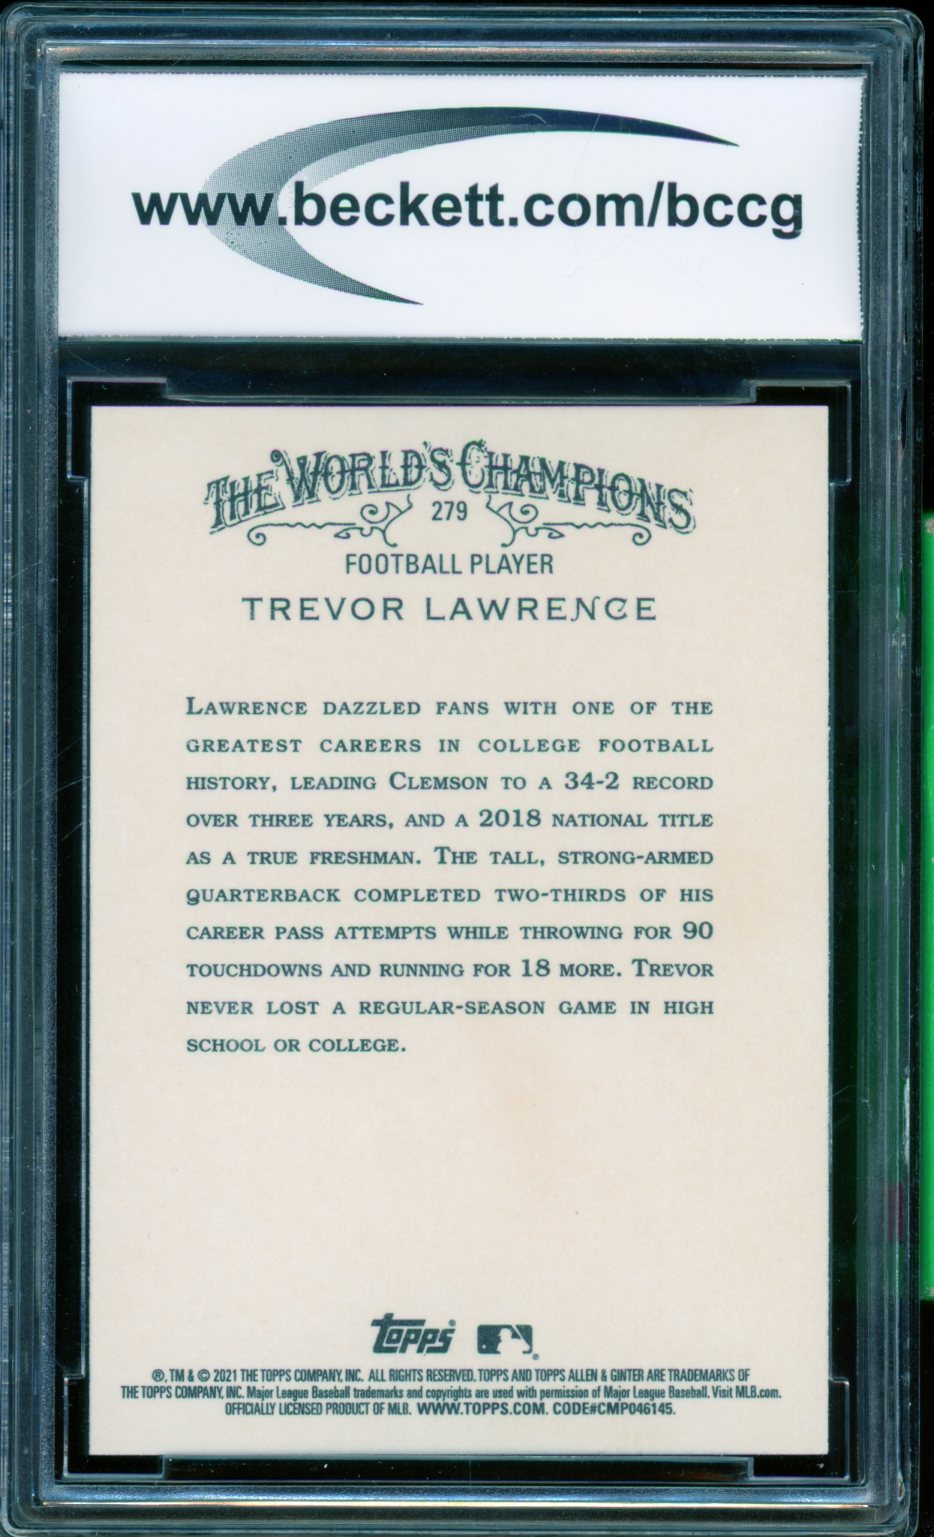 www.beckett.com/bccg
THE WORLD'S CHAMPIONS
279
FOOTBALL PLAYER
TREVOR LAWRENCE
LAWRENCE DAZZLED FANS WITH ONE OF THE
GREATEST CAREERS IN COLLEGE FOOTBALL
HISTORY, LEADING CLEMSON TO A 34-2 RECORD
OVER THREE YEARS, AND A 2018 NATIONAL TITLE
AS A TRUE FRESHMAN. THE TALL, STRONG-ARMED
QUARTERBACK COMPLETED TWO-THIRDS OF HIS
CAREER PASS ATTEMPTS WHILE THROWING FOR 90
TOUCHDOWNS AND RUNNING FOR 18 MORE. TREVOR
NEVER LOST A REGULAR-SEASON GAME IN HIGH
SCHOOL OR COLLEGE.
Topps®
®, TM & © 2021 THE TOPPS COMPANY, INC. ALL RIGHTS RESERVED. TOPPS AND TOPPS ALLEN & GINTER ARE TRADEMARKS OF
THE TOPPS COMPANY, INC. Major League Baseball trademarks and copyrights are used with permission of Major League Baseball. Visit MLB.com.
OFFICIALLY LICENSED PRODUCT OF MLB. WWW.TOPPS.COM. CODE#CMP046145.